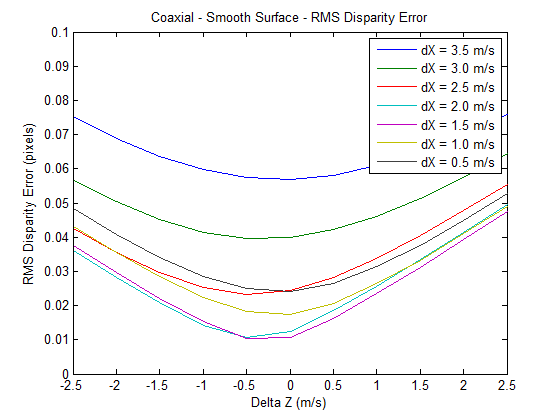 Coaxial - Smooth Surface - RMS Disparity Error
RMS Disparity Error (pixels)
0.1
0.09
0.08
0.07
0.06
0.05
0.04
0.03
0.02
0.01
0
dX = 3.5 m/s
dX = 3.0 m/s
dX = 2.5 m/s
dX = 2.0 m/s
dX = 1.5 m/s
dX = 1.0 m/s
dX = 0.5 m/s
-2.5 -2 -1.5 -1 -0.5 0 0.5 1 1.5 2 2.5
Delta Z (m/s)